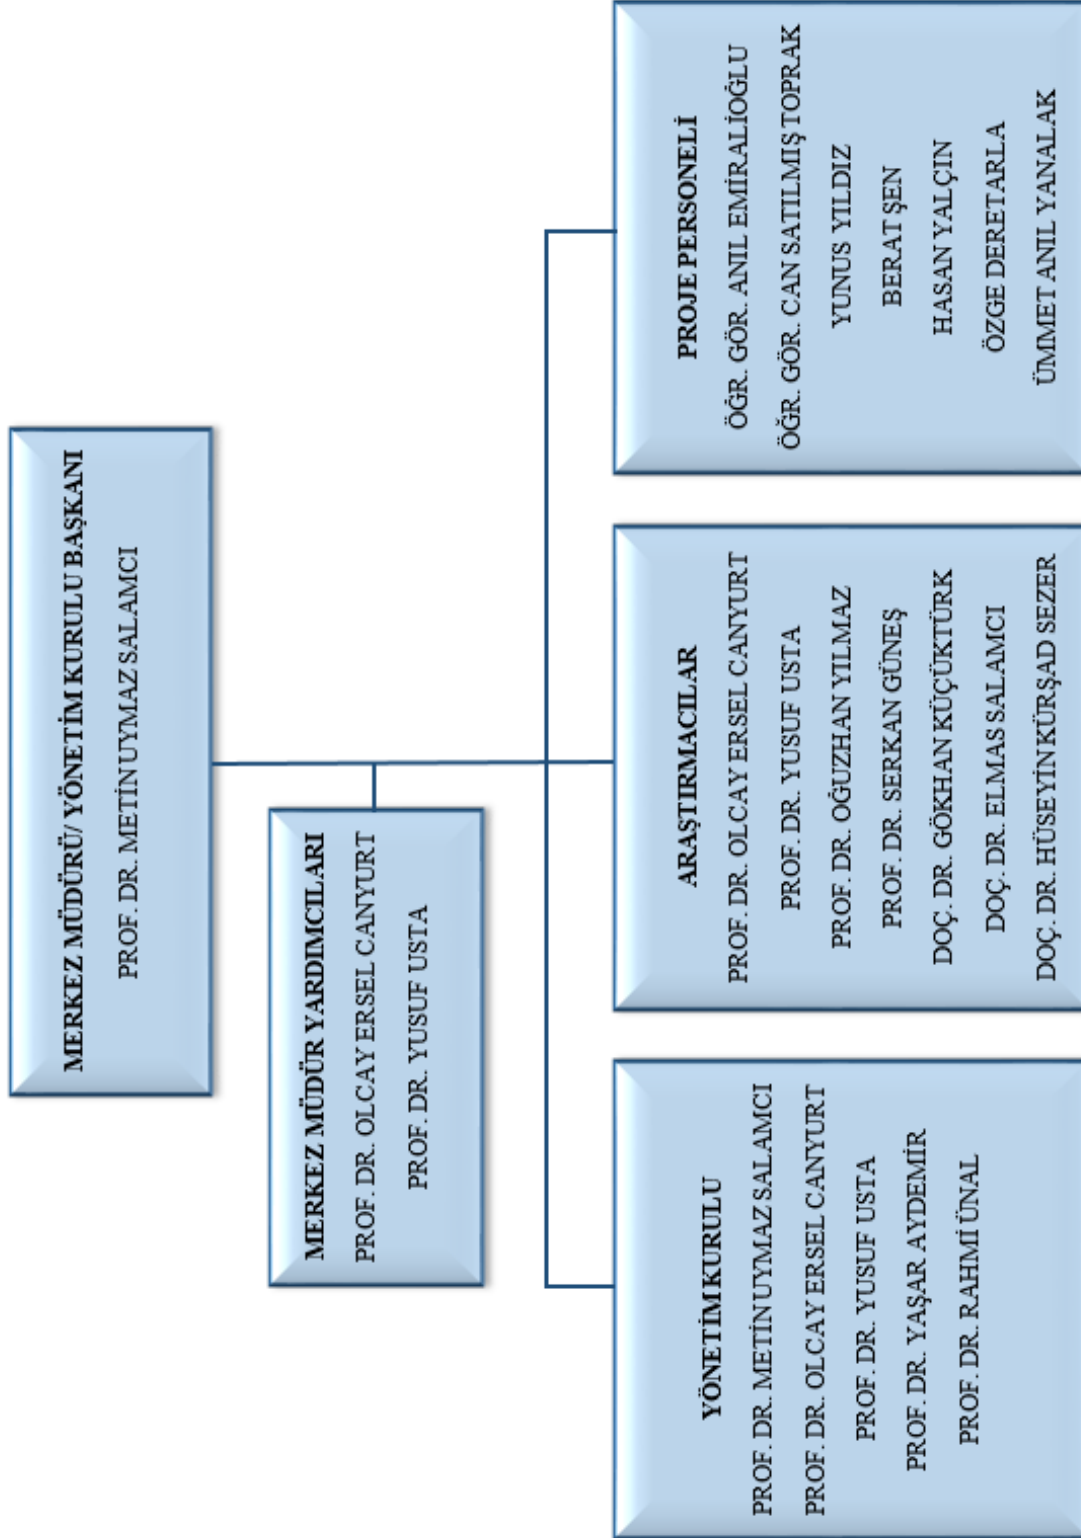 MERKEZ MÜDÜRÜ/ YÖNETİM KURULU BAŞKANI
PROF. DR. METİN UYMAZ SALAMCI
MERKEZ MÜDÜR YARDIMCILARI
PROF. DR. OLCAY ERSEL CANYURT
PROF. DR. YUSUF USTA
YÖNETİM KURULU
PROF. DR. METİN UYMAZ SALAMCI
PROF. DR. OLCAY ERSEL CANYURT
PROF. DR. YUSUF USTA
PROF. DR. YAŞAR AYDEMİR
PROF. DR. RAHMİ ÜNAL
ARAŞTIRMACILAR
PROF. DR. OLCAY ERSEL CANYURT
PROF. DR. YUSUF USTA
PROF. DR. OĞUZHAN YILMAZ
PROF. DR. SERKAN GÜNEŞ
DOÇ. DR. GÖKHAN KÜÇÜKTÜRK
DOÇ. DR. ELMAS SALAMCI
DOÇ. DR. HÜSEYİN KÜRŞAD SEZER
PROJE PERSONELİ
ÖĞR. GÖR. ANIL EMİRALİOĞLU
ÖĞR. GÖR. CAN SATILMIŞ TOPRAK
YUNUS YILDIZ
BERAT ŞEN
HASAN YALÇIN
ÖZGE DERETARLA
ÜMMET ANIL YANALAK